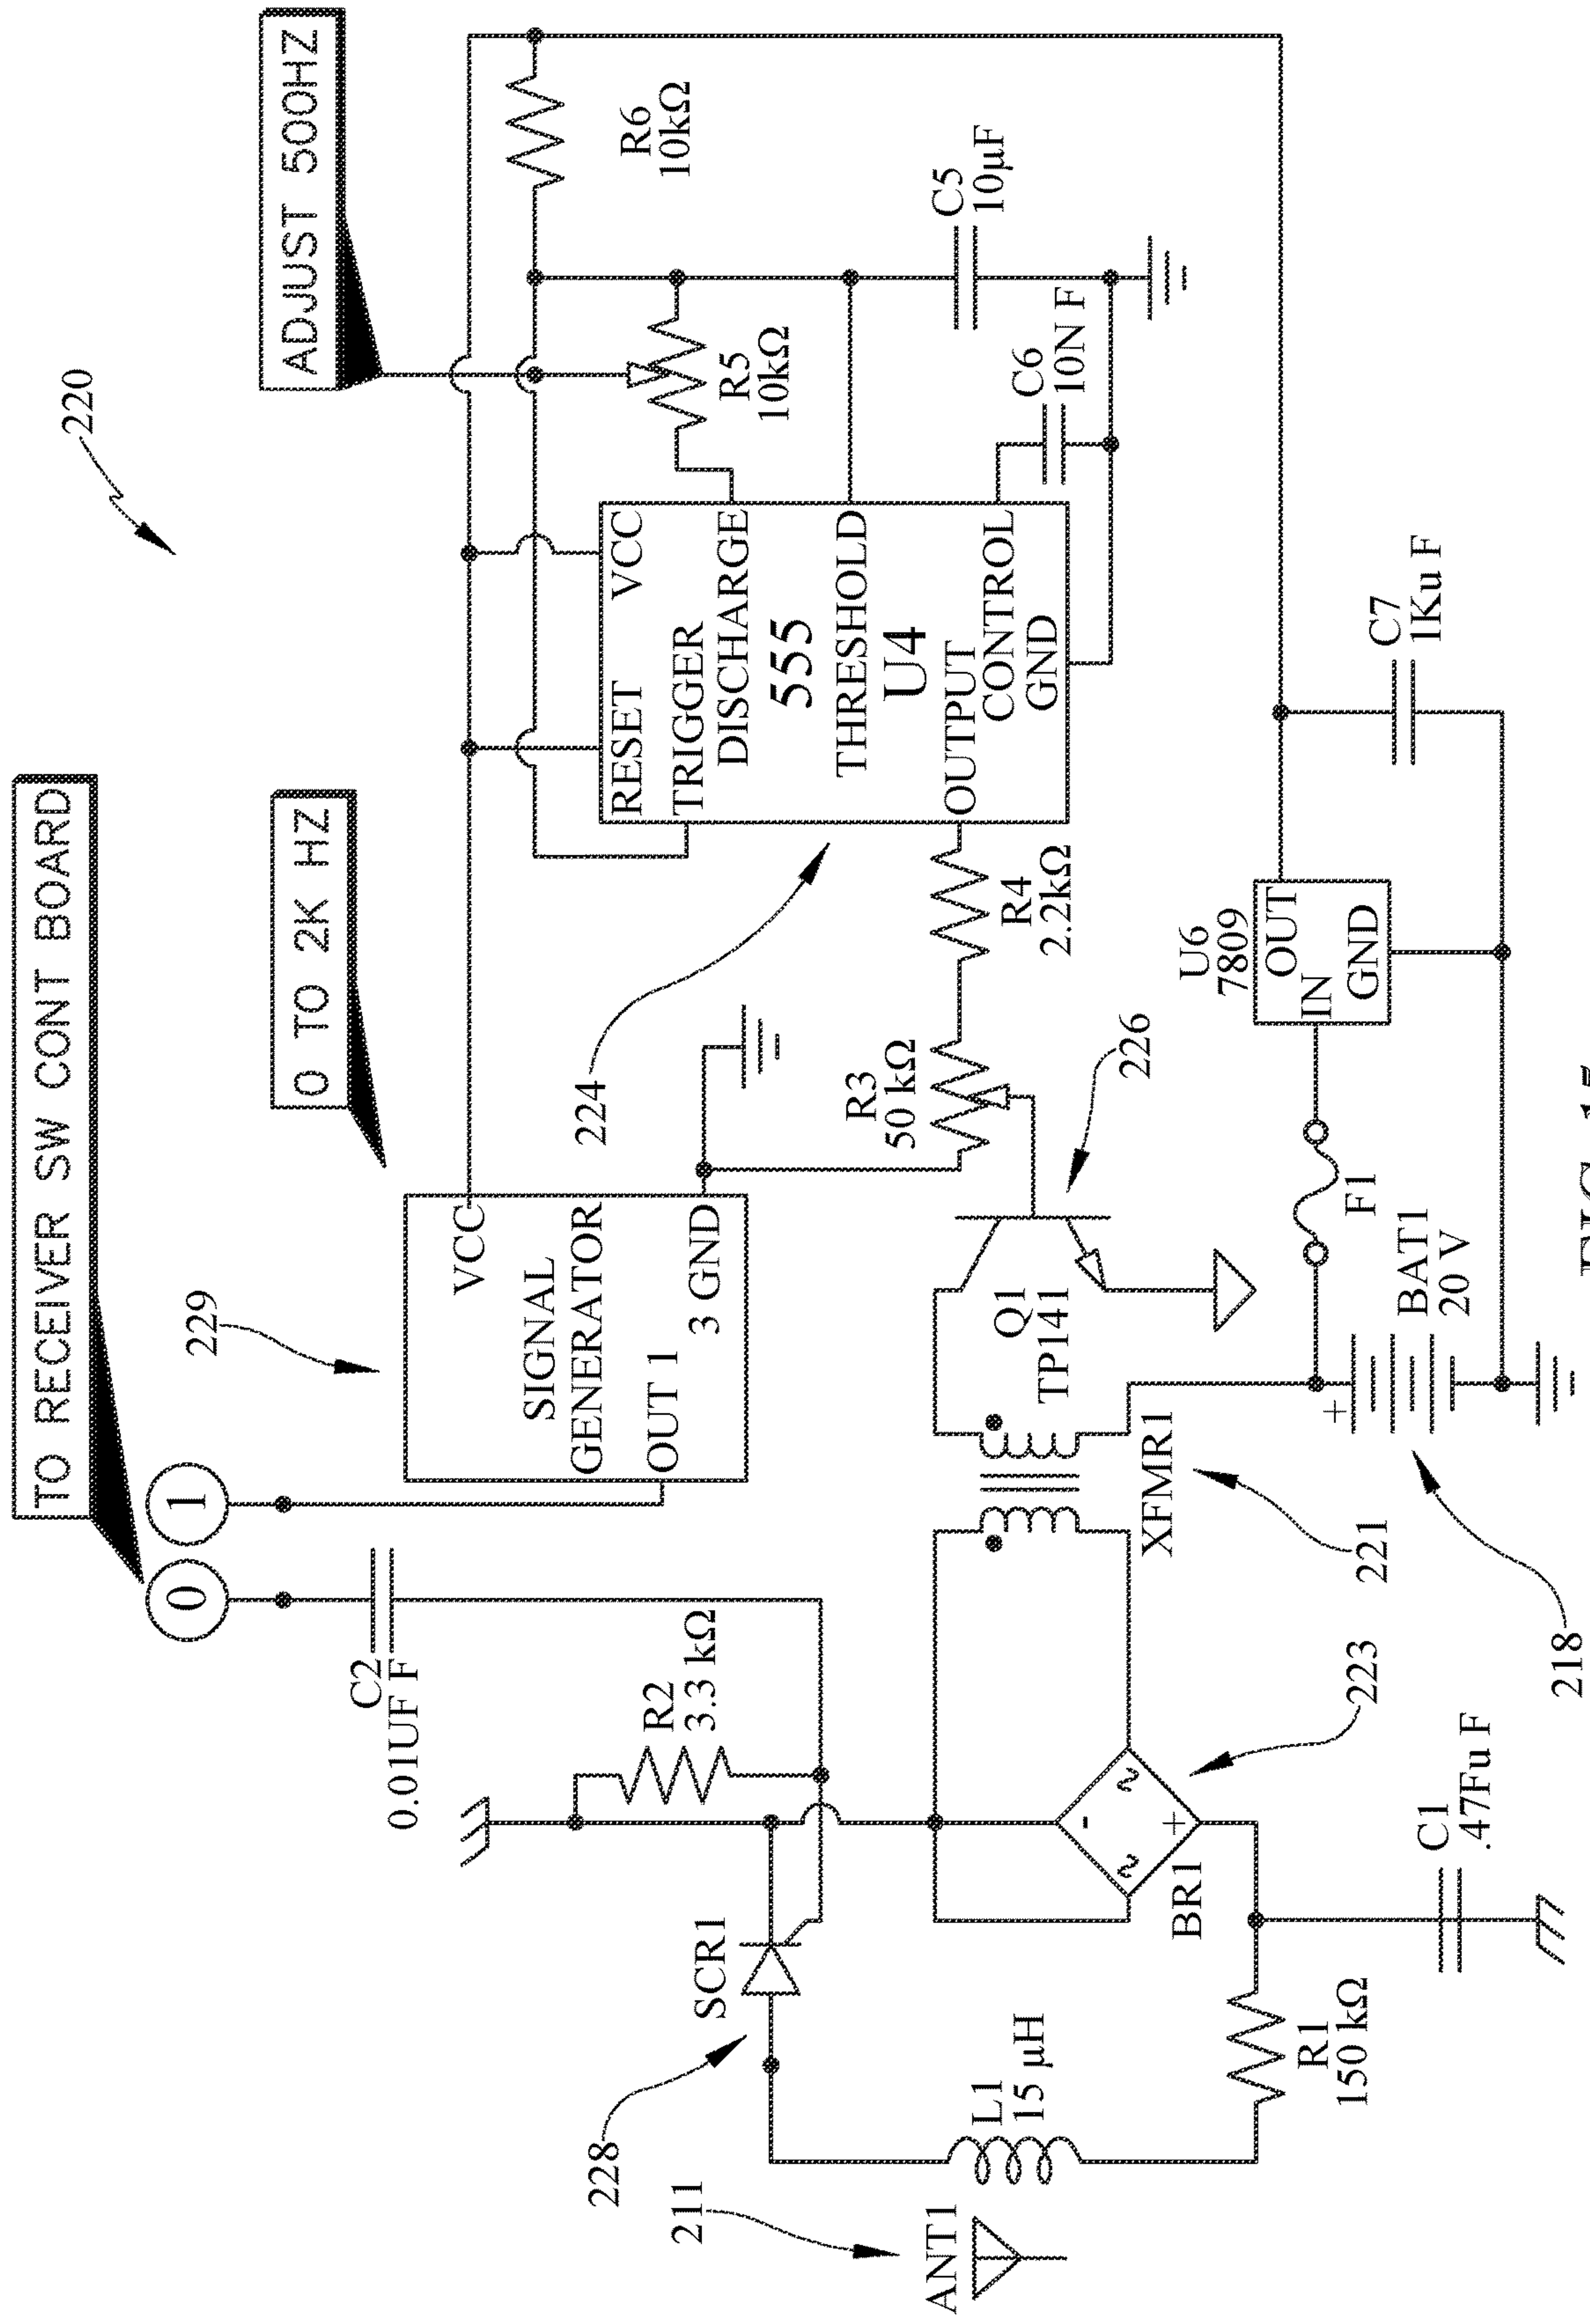 TO RECEIVER SW CONT BOARD
0
1
0 TO 2K HZ
ADJUST 500HZ
220
229
C2
0.01UF F
VCC
SIGNAL
GENERATOR
OUT 1
3 GND
R2
3.3 kΩ
SCR1
228
211
ANT1
L1
15 µH
R1
150 kΩ
BR1
-
+
~
~
223
C1
.47Fu F
XFMR1
221
218
Q1
TP141
226
R3
50 kΩ
R4
2.2kΩ
224
RESET VCC
TRIGGER
DISCHARGE
555
THRESHOLD
U4
OUTPUT
OUTPUT
CONTROL
GND
R5
10kΩ
R6
10kΩ
C5
10µF
C6
10N F
U6
7809
OUT
IN
GND
F1
+
BAT1
20 V
C7
1Ku F